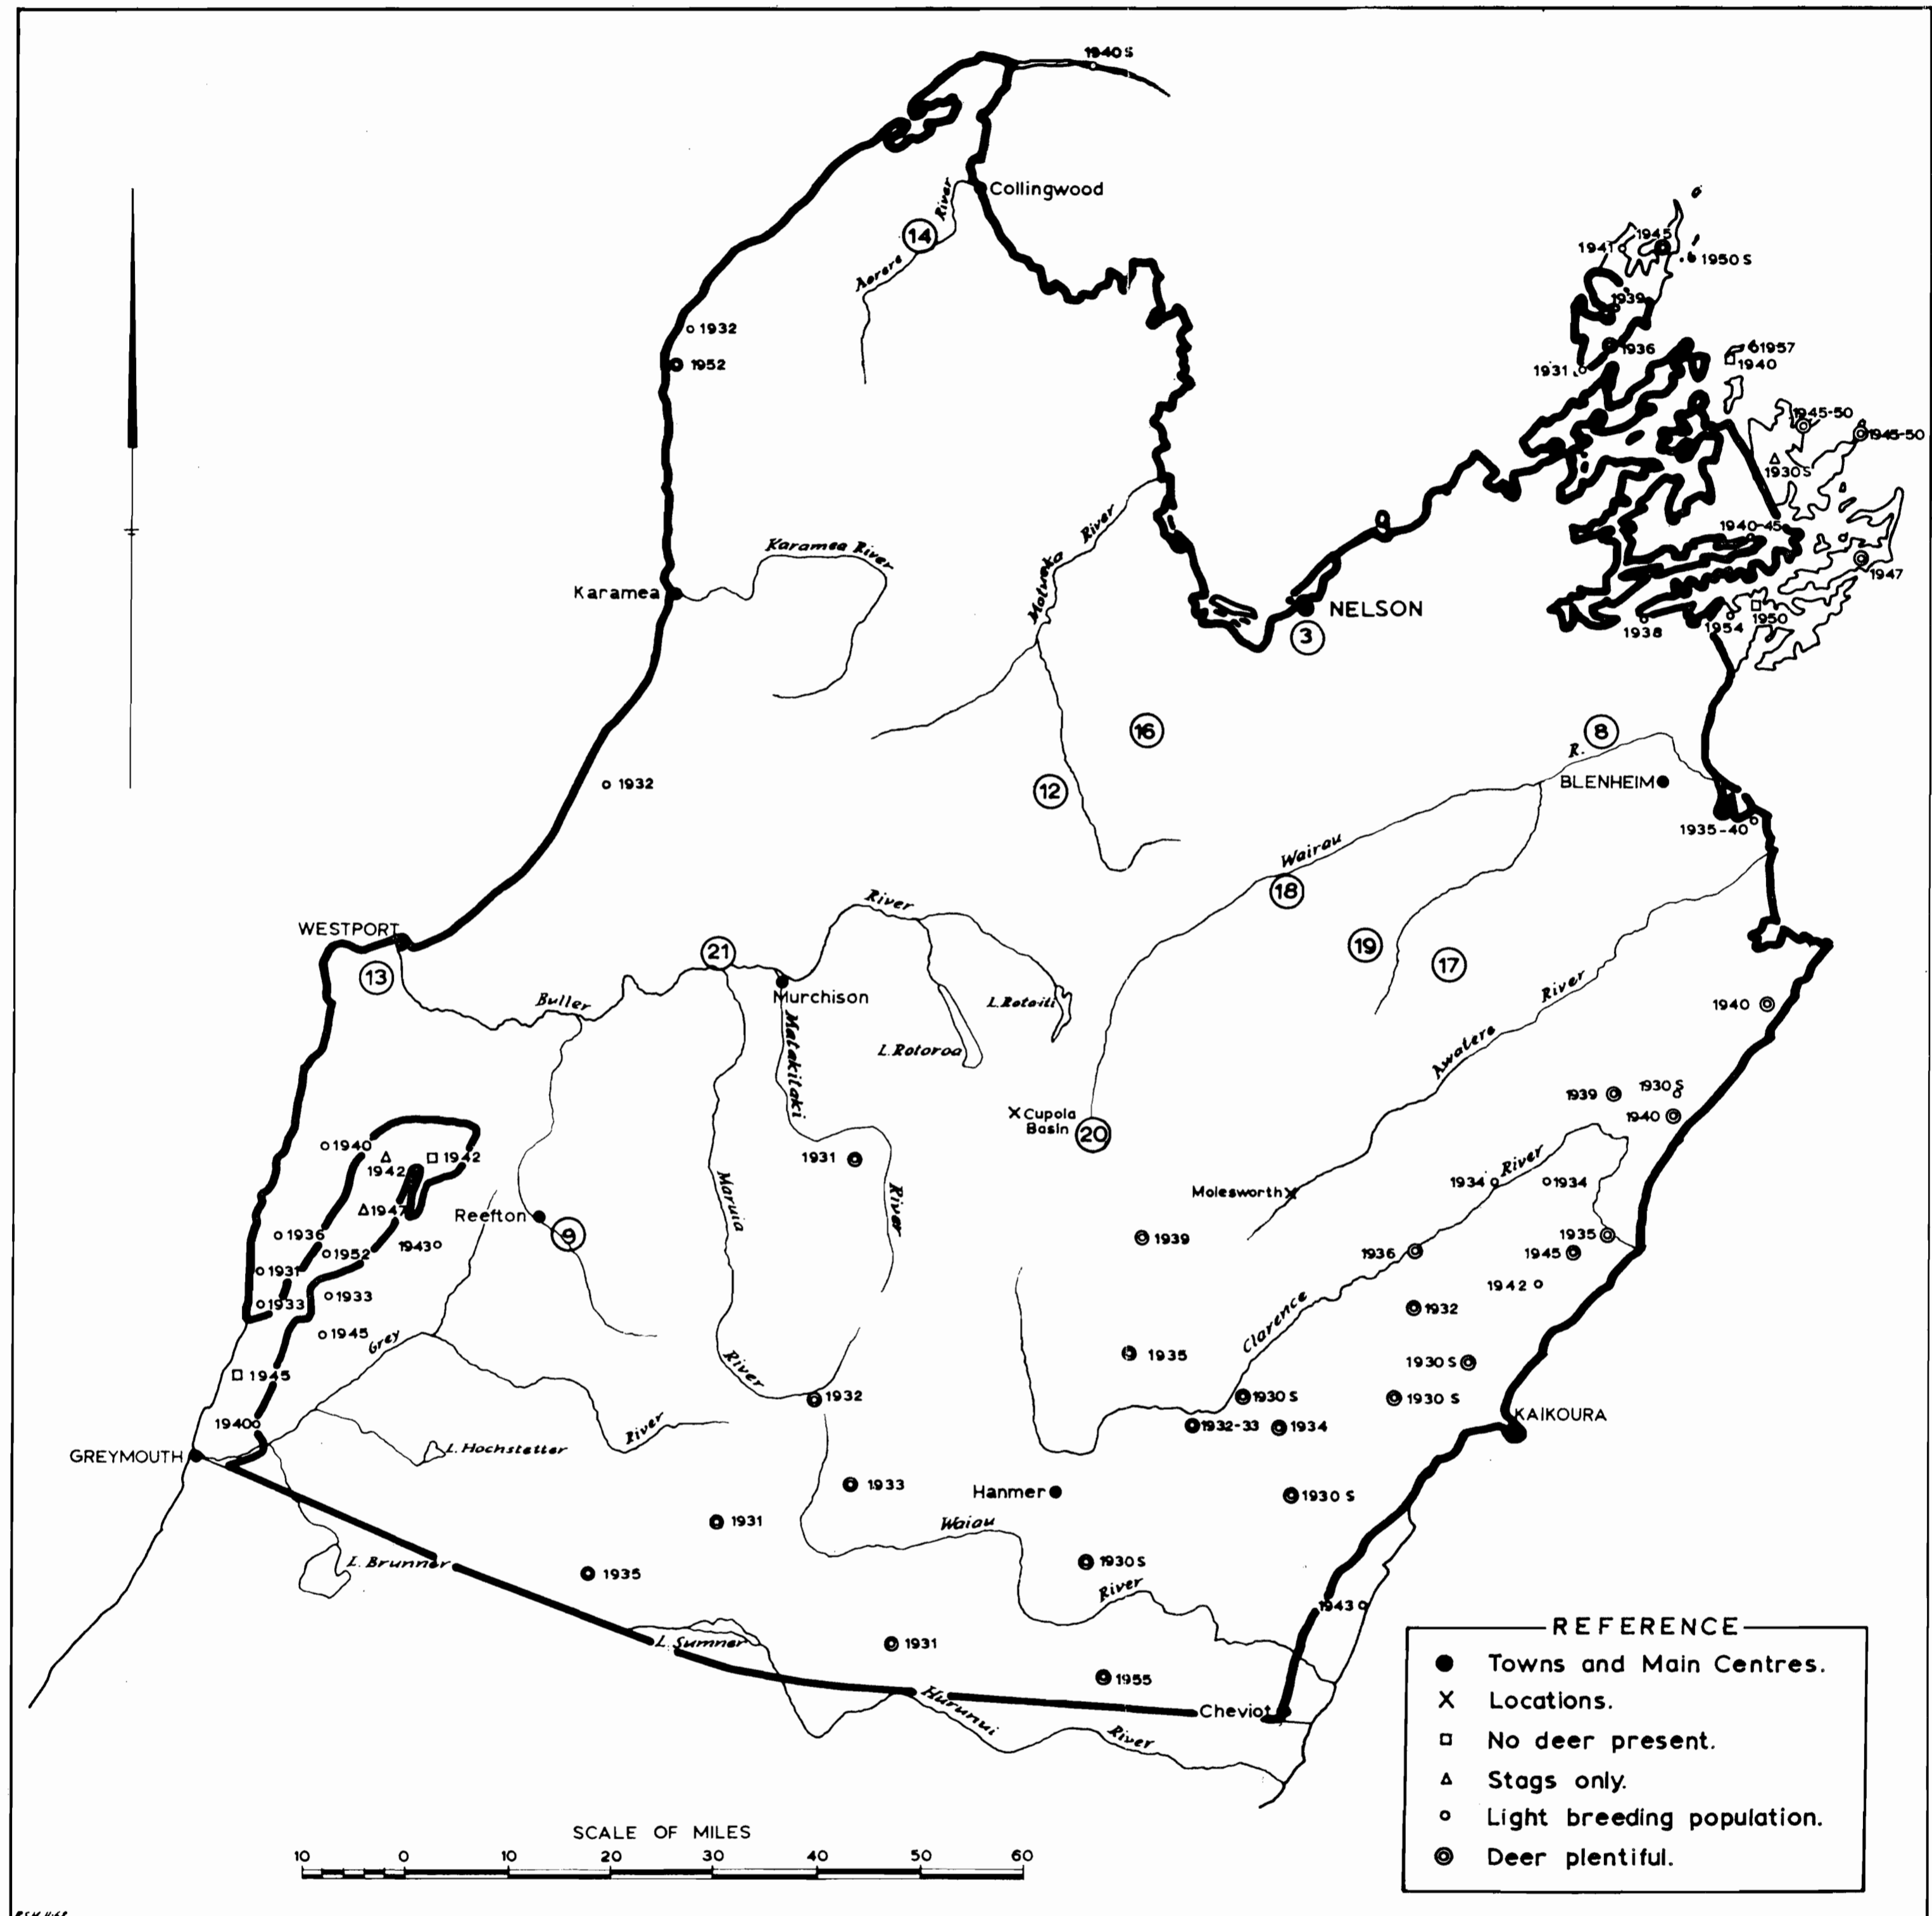 1940 S
Collingwood
River
14
Aorere
1945
1941
1950 S
1939
1932
1936
1957
1952
1931
1940
1945-50
1945-50
1930 S
1940-45
River
Karamea River
Motueka
1947
Karamea
NELSON
3
1938
1954
1950
16
8
R.
12
BLENHEIM
1932
1935-40
Wairau
18
River
WESTPORT
21
19
17
13
Murchison
Buller
L. Rotoiti
River
1940
L. Rotoroa
Matakitaki
Awatere
1939
1930 S
1940
Cupola
Basin
20
1940
1942
1942
1931
River
1934
1934
Molesworth
Maruia
River
1947
Reefton
9
1936
1952
1943
1939
1936
1935
1945
1931
1942
1933
1933
1932
Clarence
1945
Grey
1935
1930 S
1945
River
1932
1930 S
1930 S
1940
1932-33
1934
KAIKOURA
River
L. Hochstetter
GREYMOUTH
1933
Hanmer
1930 S
1931
Waiau
L. Brunner
1935
1930 S
River
1943
L. Sumner
1931
1955
Hurunui
Cheviot
River
REFERENCE
Towns and Main Centres.
Locations.
No deer present.
Stags only.
Light breeding population.
Deer plentiful.
SCALE OF MILES
10 0 10 20 30 40 50 60